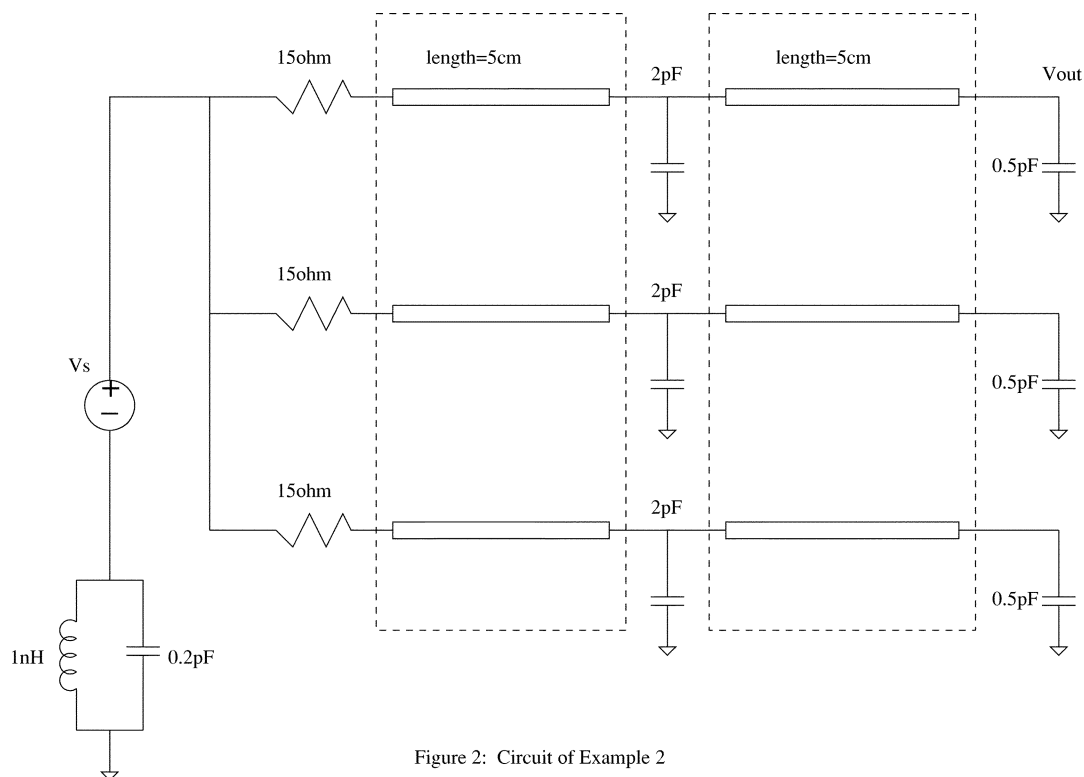 15ohm
length=5cm
2pF
length=5cm
Vout
0.5pF
15ohm
2pF
Vs
+
−
0.5pF
15ohm
2pF
0.5pF
1nH
0.2pF
Figure 2: Circuit of Example 2